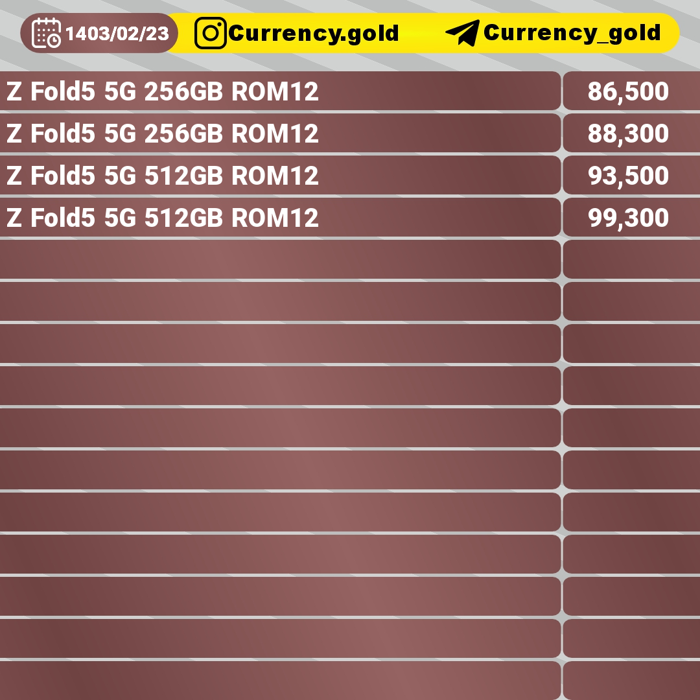 1403/02/23 Currency.gold Currency_gold
Z Fold5 5G 256GB ROM12 86,500
Z Fold5 5G 256GB ROM12 88,300
Z Fold5 5G 512GB ROM12 93,500
Z Fold5 5G 512GB ROM12 99,300